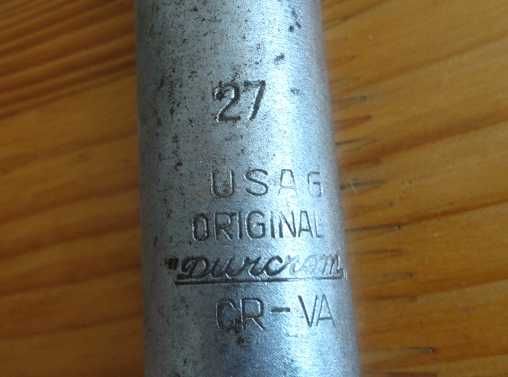 27
USAG
ORIGINAL
"Durcrom
CR-VA